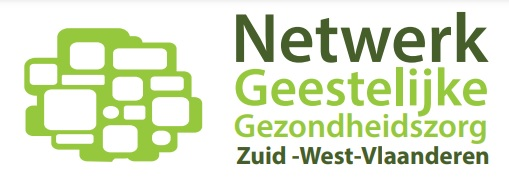 Netwerk
Geestelijke
Gezondheidszorg
Zuid -West-Vlaanderen